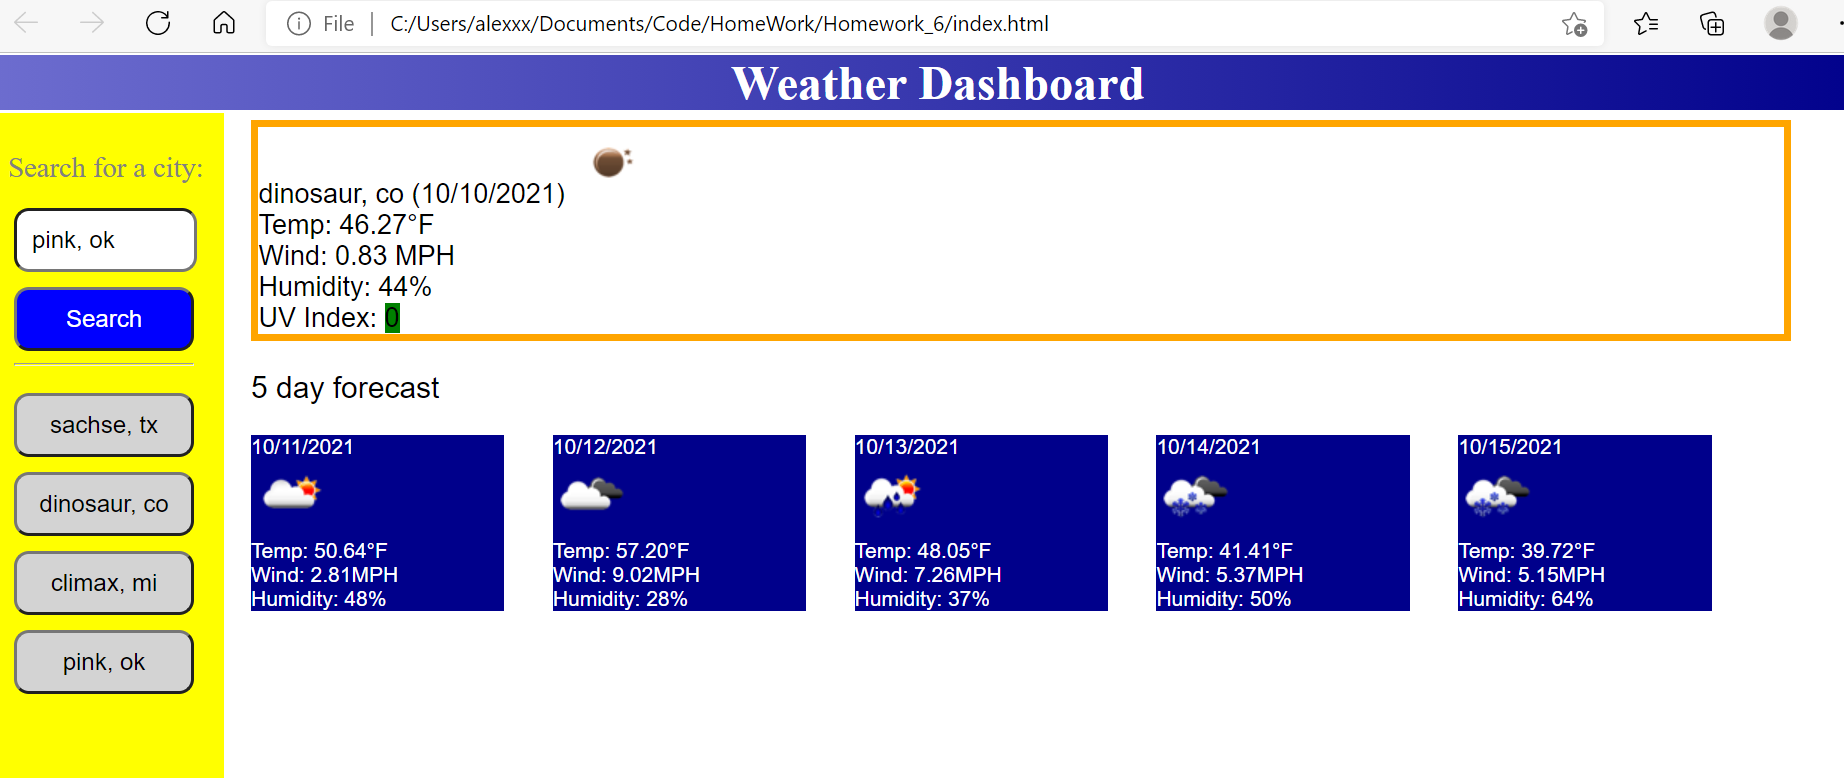 File | C:/Users/alexxx/Documents/Code/HomeWork/Homework_6/index.html
Weather Dashboard
Search for a city:
pink, ok
Search
sachse, tx
dinosaur, co
climax, mi
pink, ok
dinosaur, co (10/10/2021)
Temp: 46.27°F
Wind: 0.83 MPH
Humidity: 44%
UV Index: 0
5 day forecast
10/11/2021
Temp: 50.64°F
Wind: 2.81MPH
Humidity: 48%
10/12/2021
Temp: 57.20°F
Wind: 9.02MPH
Humidity: 28%
10/13/2021
Temp: 48.05°F
Wind: 7.26MPH
Humidity: 37%
10/14/2021
Temp: 41.41°F
Wind: 5.37MPH
Humidity: 50%
10/15/2021
Temp: 39.72°F
Wind: 5.15MPH
Humidity: 64%